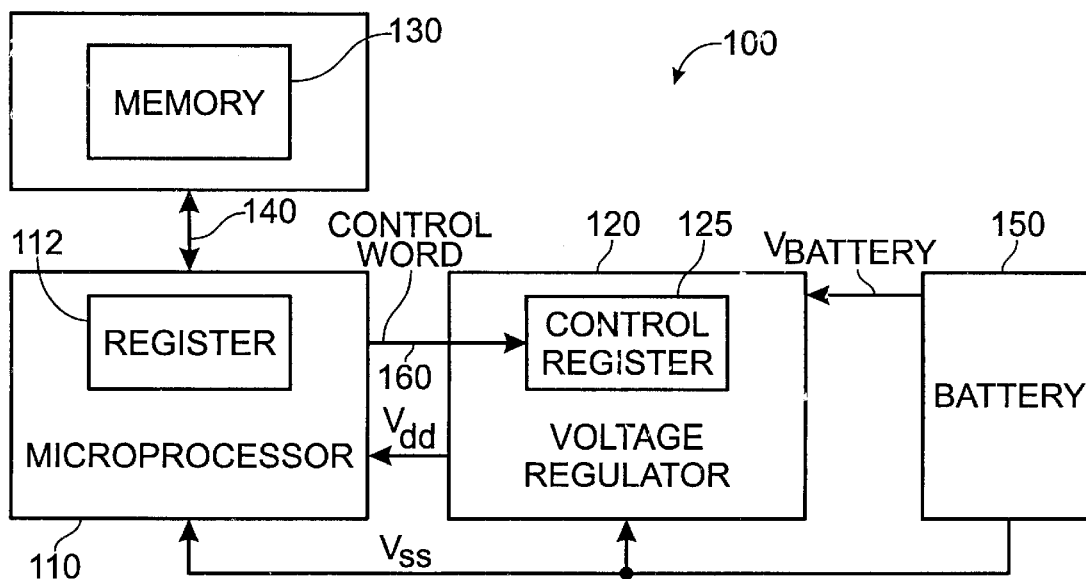 130
100
MEMORY
140
CONTROL
WORD
112
120
125
VBATTERY
150
REGISTER
CONTROL
REGISTER
160
BATTERY
Vdd
MICROPROCESSOR
VOLTAGE
REGULATOR
110
Vss